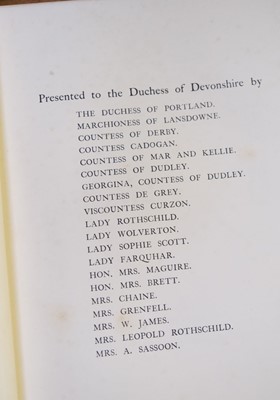 Presented to the Duchess of Devonshire by
THE DUCHESS OF PORTLAND.
MARCHIONESS OF LANSDOWNE.
COUNTESS OF DERBY.
COUNTESS CADOGAN.
COUNTESS OF MAR AND KELLIE.
COUNTESS OF DUDLEY.
GEORGINA, COUNTESS OF DUDLEY.
COUNTESS DE GREY.
VISCOUNTESS CURZON.
LADY ROTHSCHILD.
LADY WOLVERTON.
LADY SOPHIE SCOTT.
LADY FARQUHAR.
HON. MRS. MAGUIRE.
HON. MRS. BRETT.
MRS. CHAINE.
MRS. GRENFELL.
MRS. W. JAMES.
MRS. LEOPOLD ROTHSCHILD.
MRS. A. SASSOON.